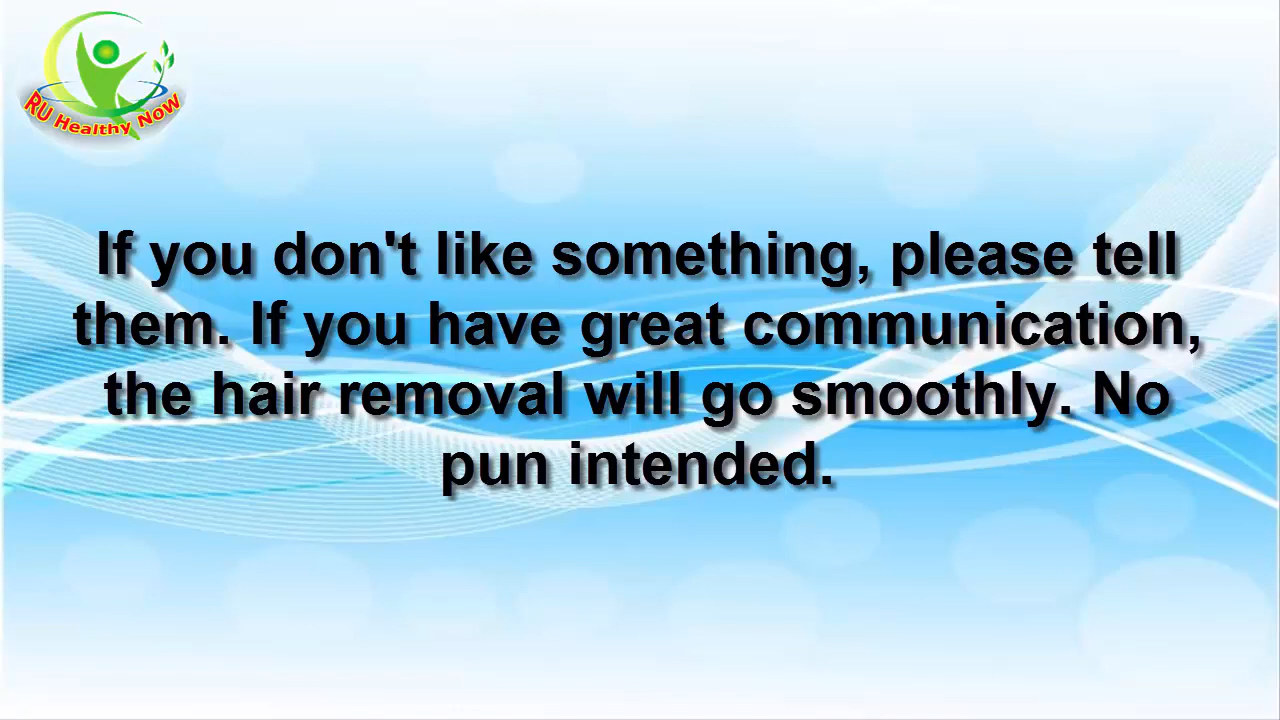 RU Healthy Now
If you don't like something, please tell
them. If you have great communication,
the hair removal will go smoothly. No
pun intended.